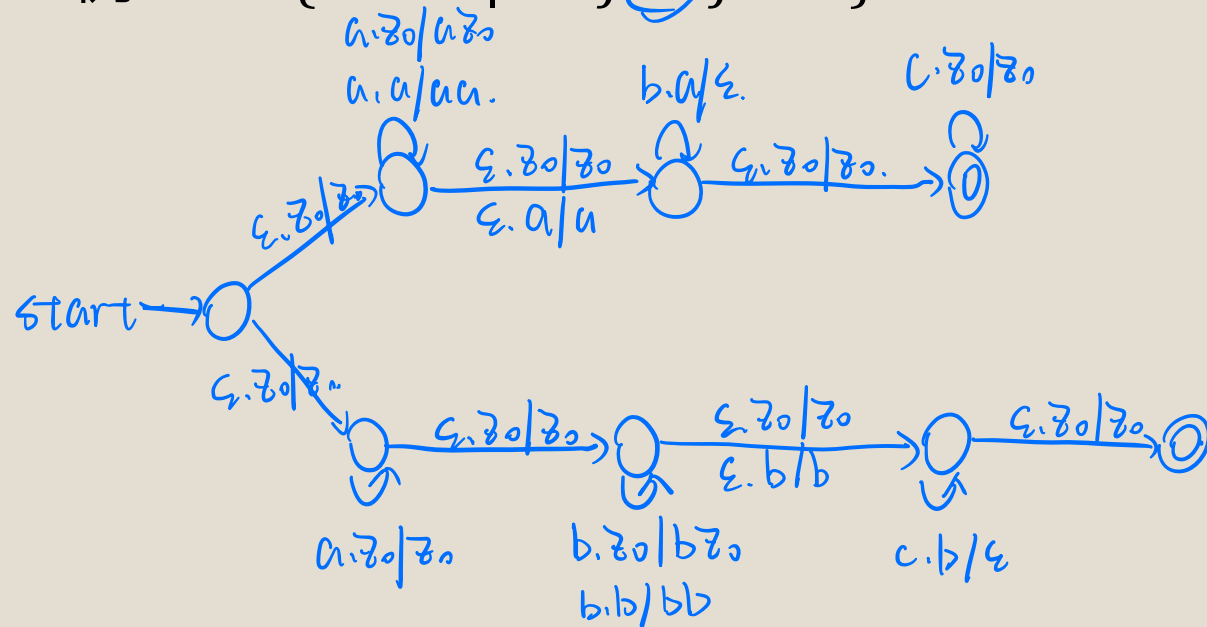 a.z0/az0
a,a/aa.
b.a/ε.
c.z0/z0
ε.z0/z0
ε.z0/z0
ε.z0/z0.
ε.a/a
start
ε.z0/z
ε.z0/z0
ε.z0/z0
ε.z0/z0
ε.b/b
a.z0/z0
b.z0/bz0
c.b/ε
b.b/bb